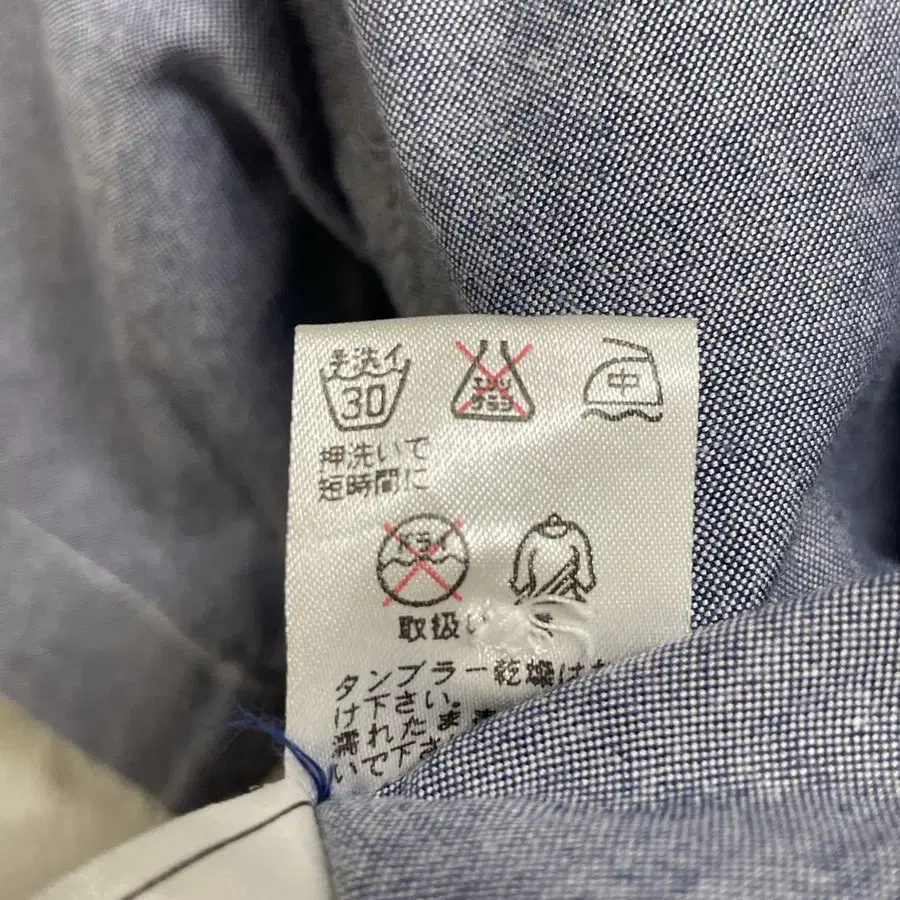 手洗イ
30
エンソ
サラシ
中
押洗いで
短時間に
ドライ
取扱い
タンブラー乾燥はお
け下さい。
濡れたまま
いで下さ